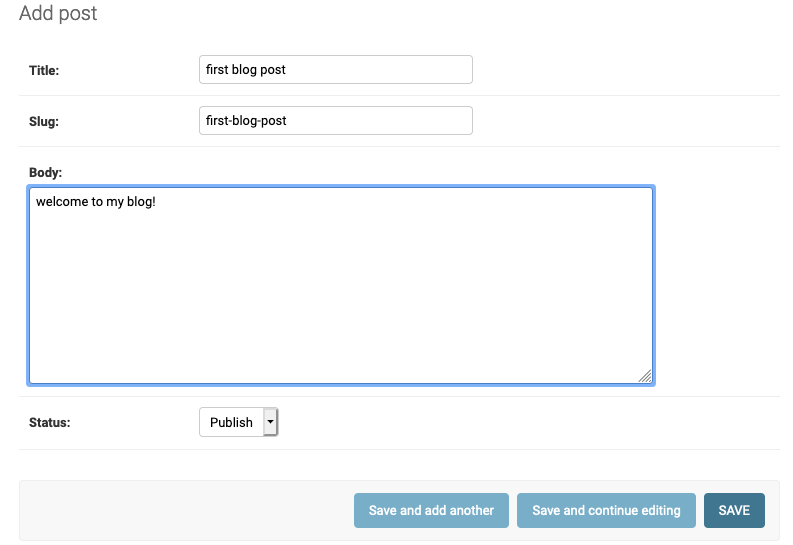 Add post
Title: first blog post
Slug: first-blog-post
Body:
welcome to my blog!
Status: Publish
Save and add another Save and continue editing SAVE